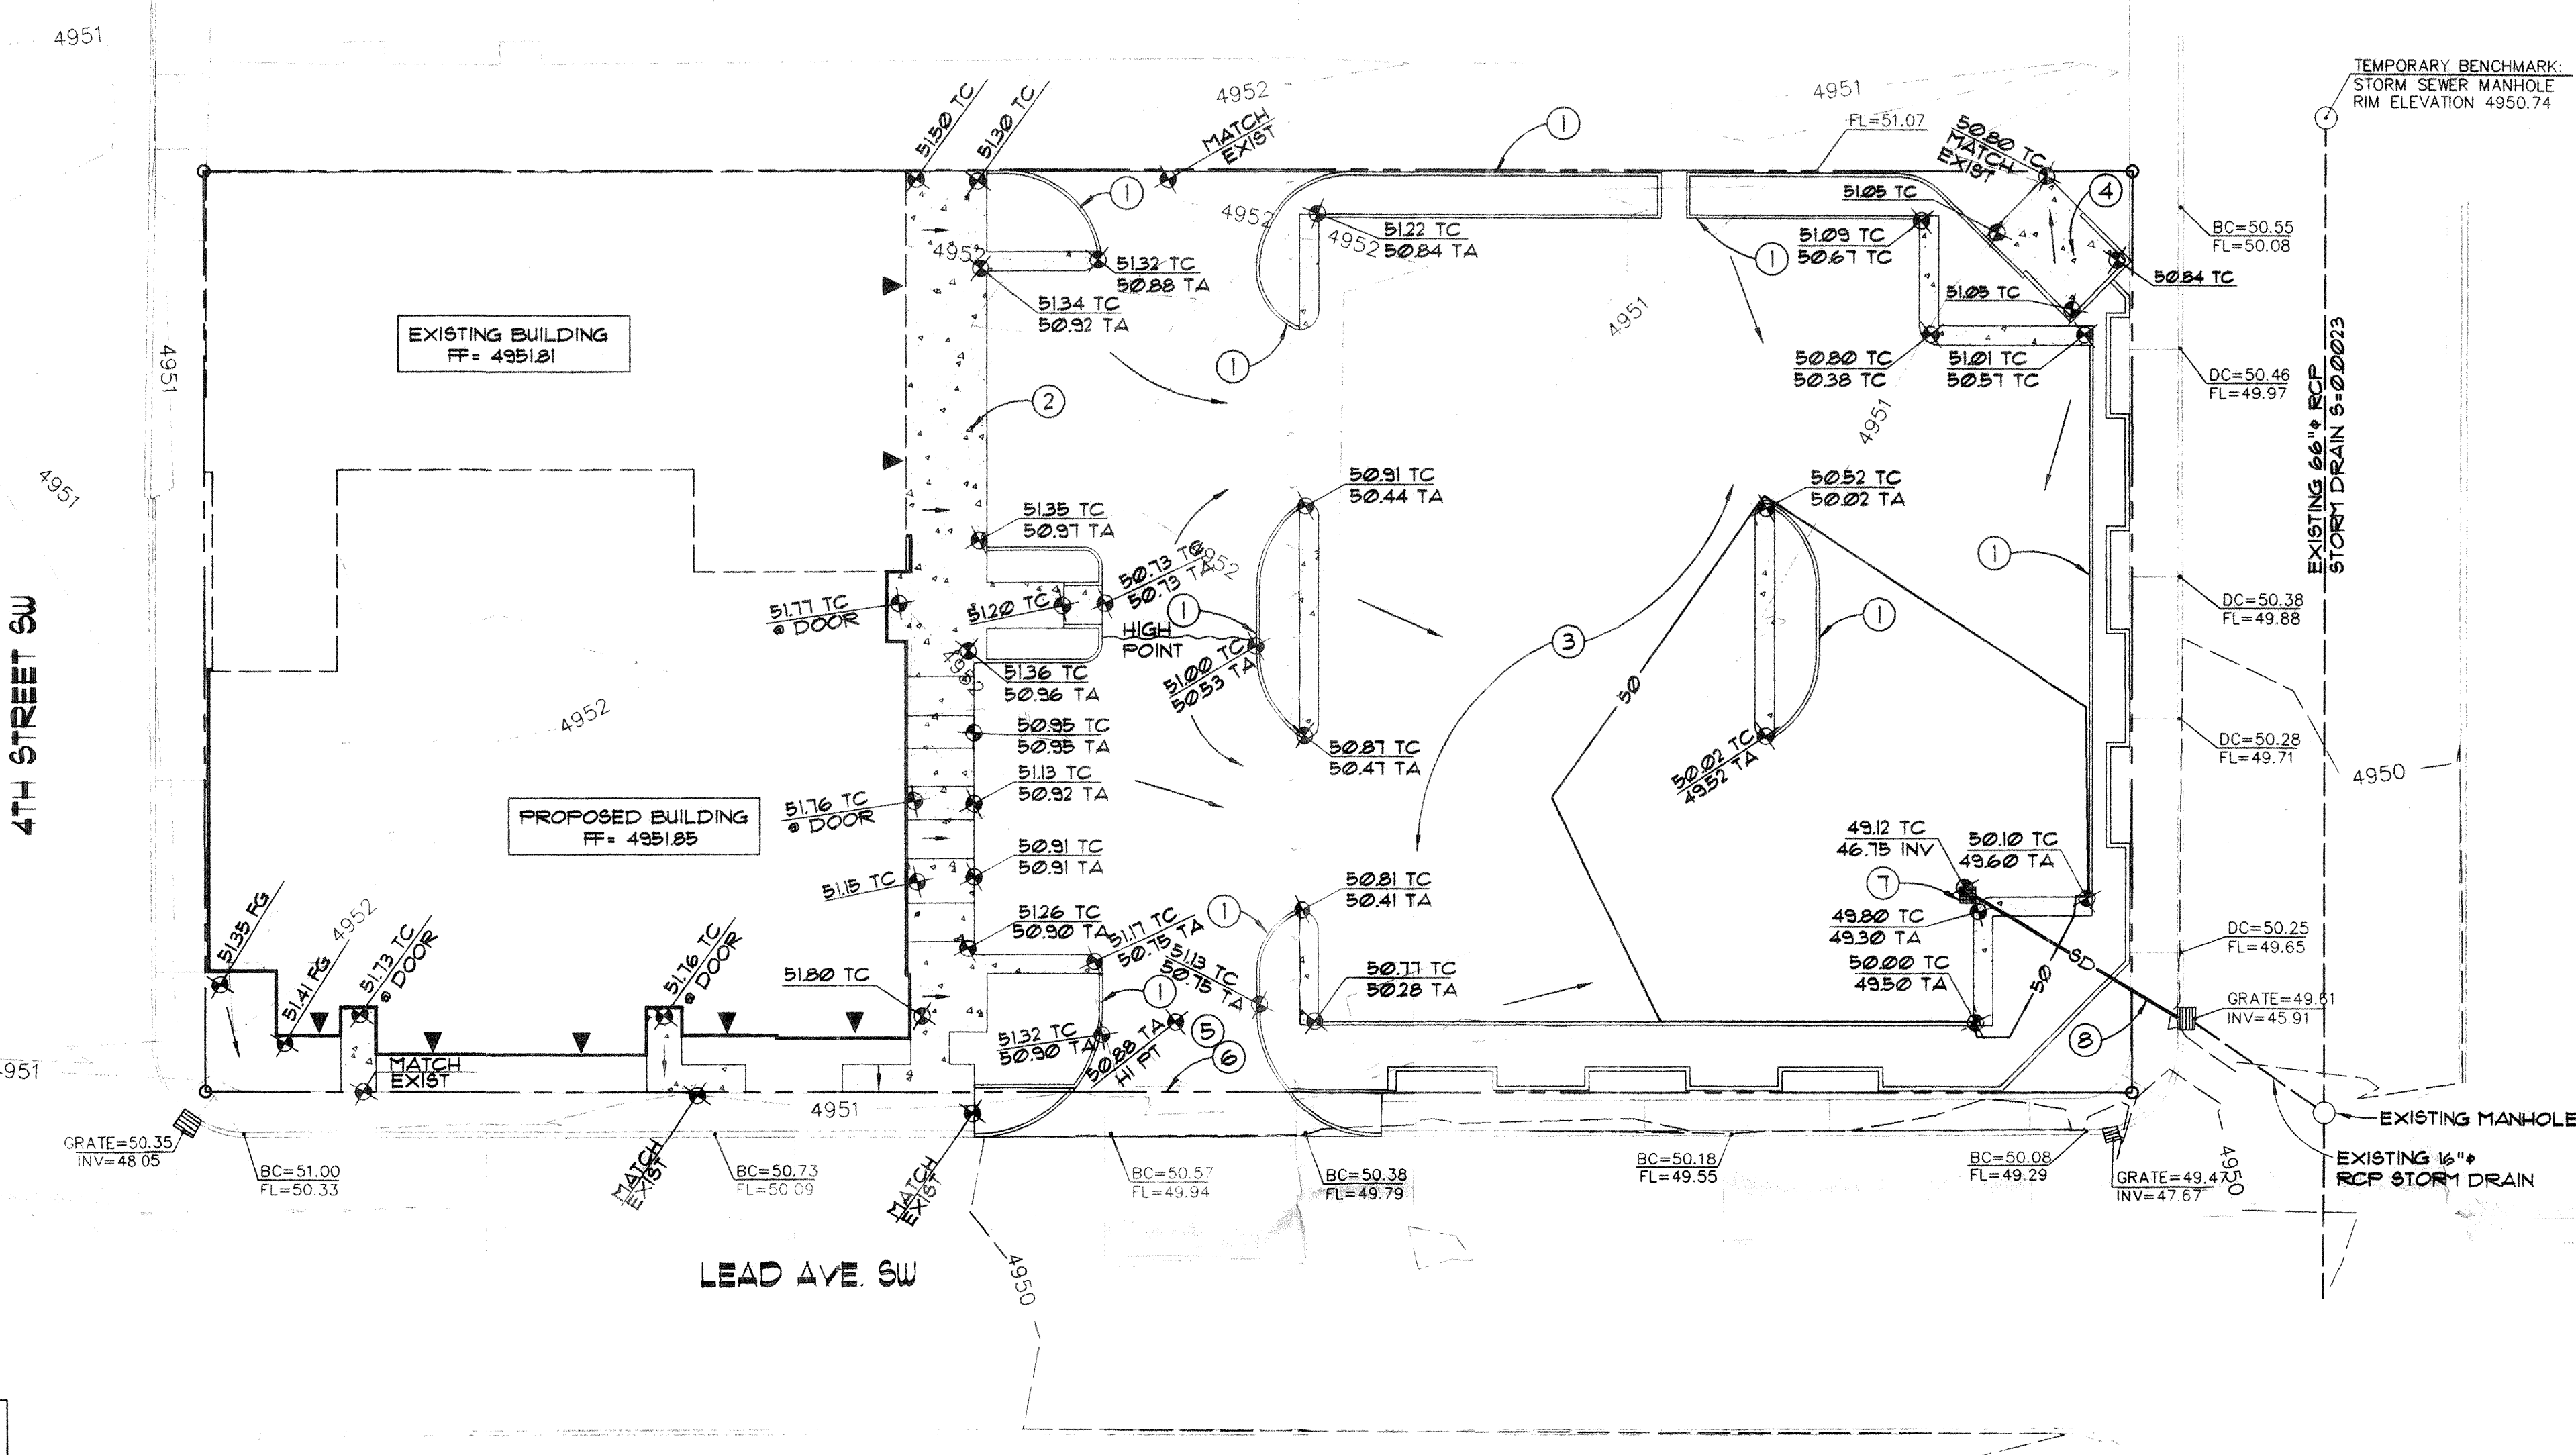 4951
4952
4951
TEMPORARY BENCHMARK:
STORM SEWER MANHOLE
RIM ELEVATION 4950.74
51.50 TC
51.30 TC
MATCH
EXIST
1
FL=51.07
50.80 TC
MATCH
EXIST
1
4952
4952
4952
51.22 TC
50.84 TA
51.05 TC
4
51.09 TC
50.67 TC
1
BC=50.55
FL=50.08
51.32 TC
50.88 TA
50.84 TC
51.34 TC
50.92 TA
51.05 TC
4951
EXISTING BUILDING
FF= 4951.81
4951
1
50.80 TC
50.38 TC
51.01 TC
50.57 TC
DC=50.46
FL=49.97
EXISTING 66"φ RCP
STORM DRAIN S=0.0023
2
4951
4951
50.91 TC
50.44 TA
50.52 TC
50.02 TA
51.35 TC
50.97 TA
50.73 TC
50.73 TA
4952
1
51.77 TC
@ DOOR
51.20 TC
1
HIGH
POINT
3
1
DC=50.38
FL=49.88
4TH STREET SW
51.36 TC
50.96 TA
51.00 TC
50.53 TA
50
4952
50.95 TC
50.95 TA
50.87 TC
50.47 TA
50.02 TC
49.52 TA
DC=50.28
FL=49.71
4950
51.13 TC
50.92 TA
51.76 TC
@ DOOR
PROPOSED BUILDING
FF= 4951.85
50.91 TC
50.91 TA
49.12 TC
46.75 INV
50.10 TC
49.60 TA
51.15 TC
50.81 TC
50.41 TA
7
51.35 FG
4952
51.26 TC
50.90 TA
51.17 TC
50.75 TA
1
49.80 TC
49.30 TA
DC=50.25
FL=49.65
51.41 FG
51.73 TC
@ DOOR
51.76 TC
@ DOOR
51.80 TC
51.13 TC
50.75 TA
50.77 TC
50.28 TA
50.00 TC
49.50 TA
SD
50
1
GRATE=49.61
INV=45.91
51.32 TC
50.90 TA
50.88 TA
HI PT
5
6
8
951
MATCH
EXIST
4951
EXISTING MANHOLE
GRATE=50.35
INV=48.05
BC=51.00
FL=50.33
MATCH
EXIST
BC=50.73
FL=50.09
MATCH
EXIST
BC=50.57
FL=49.94
BC=50.38
FL=49.79
BC=50.18
FL=49.55
BC=50.08
FL=49.29
GRATE=49.47
INV=47.67
4950
EXISTING 16"φ
RCP STORM DRAIN
LEAD AVE. SW
4950